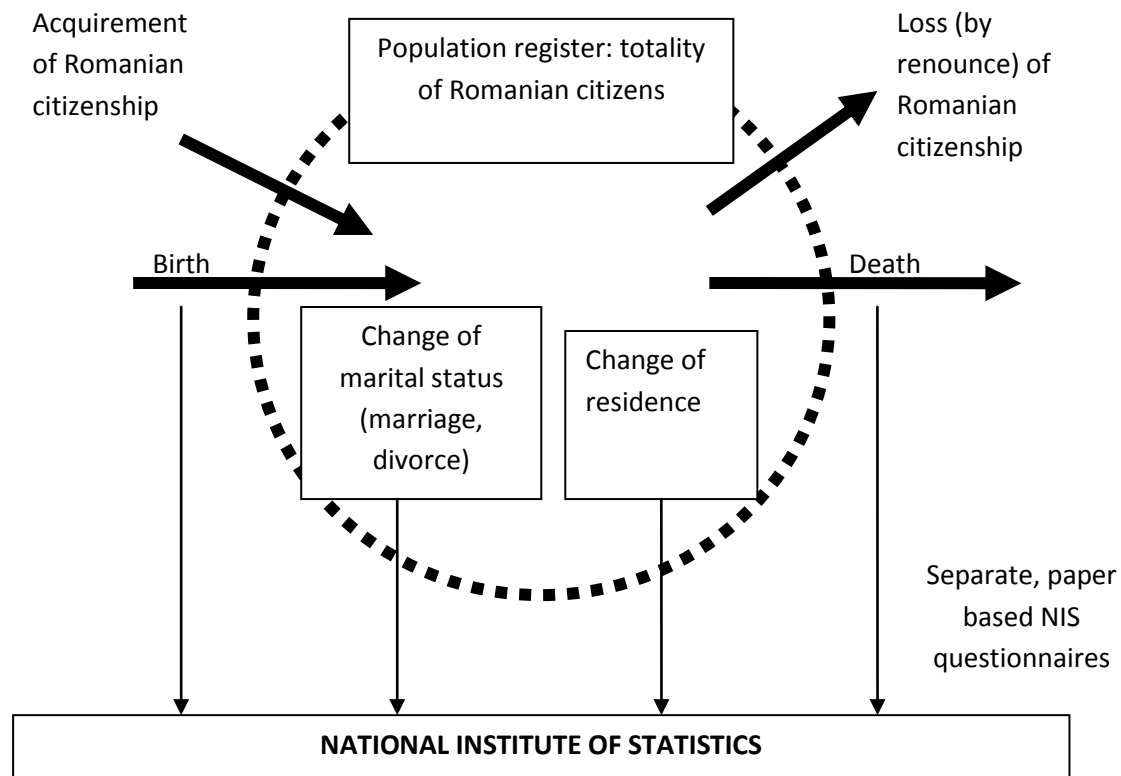 Acquirement
of Romanian
citizenship
Population register: totality
of Romanian citizens
Loss (by
renounce) of
Romanian
citizenship
Birth
Death
Change of
marital status
(marriage,
divorce)
Change of
residence
Separate, paper
based NIS
questionnaires
NATIONAL INSTITUTE OF STATISTICS